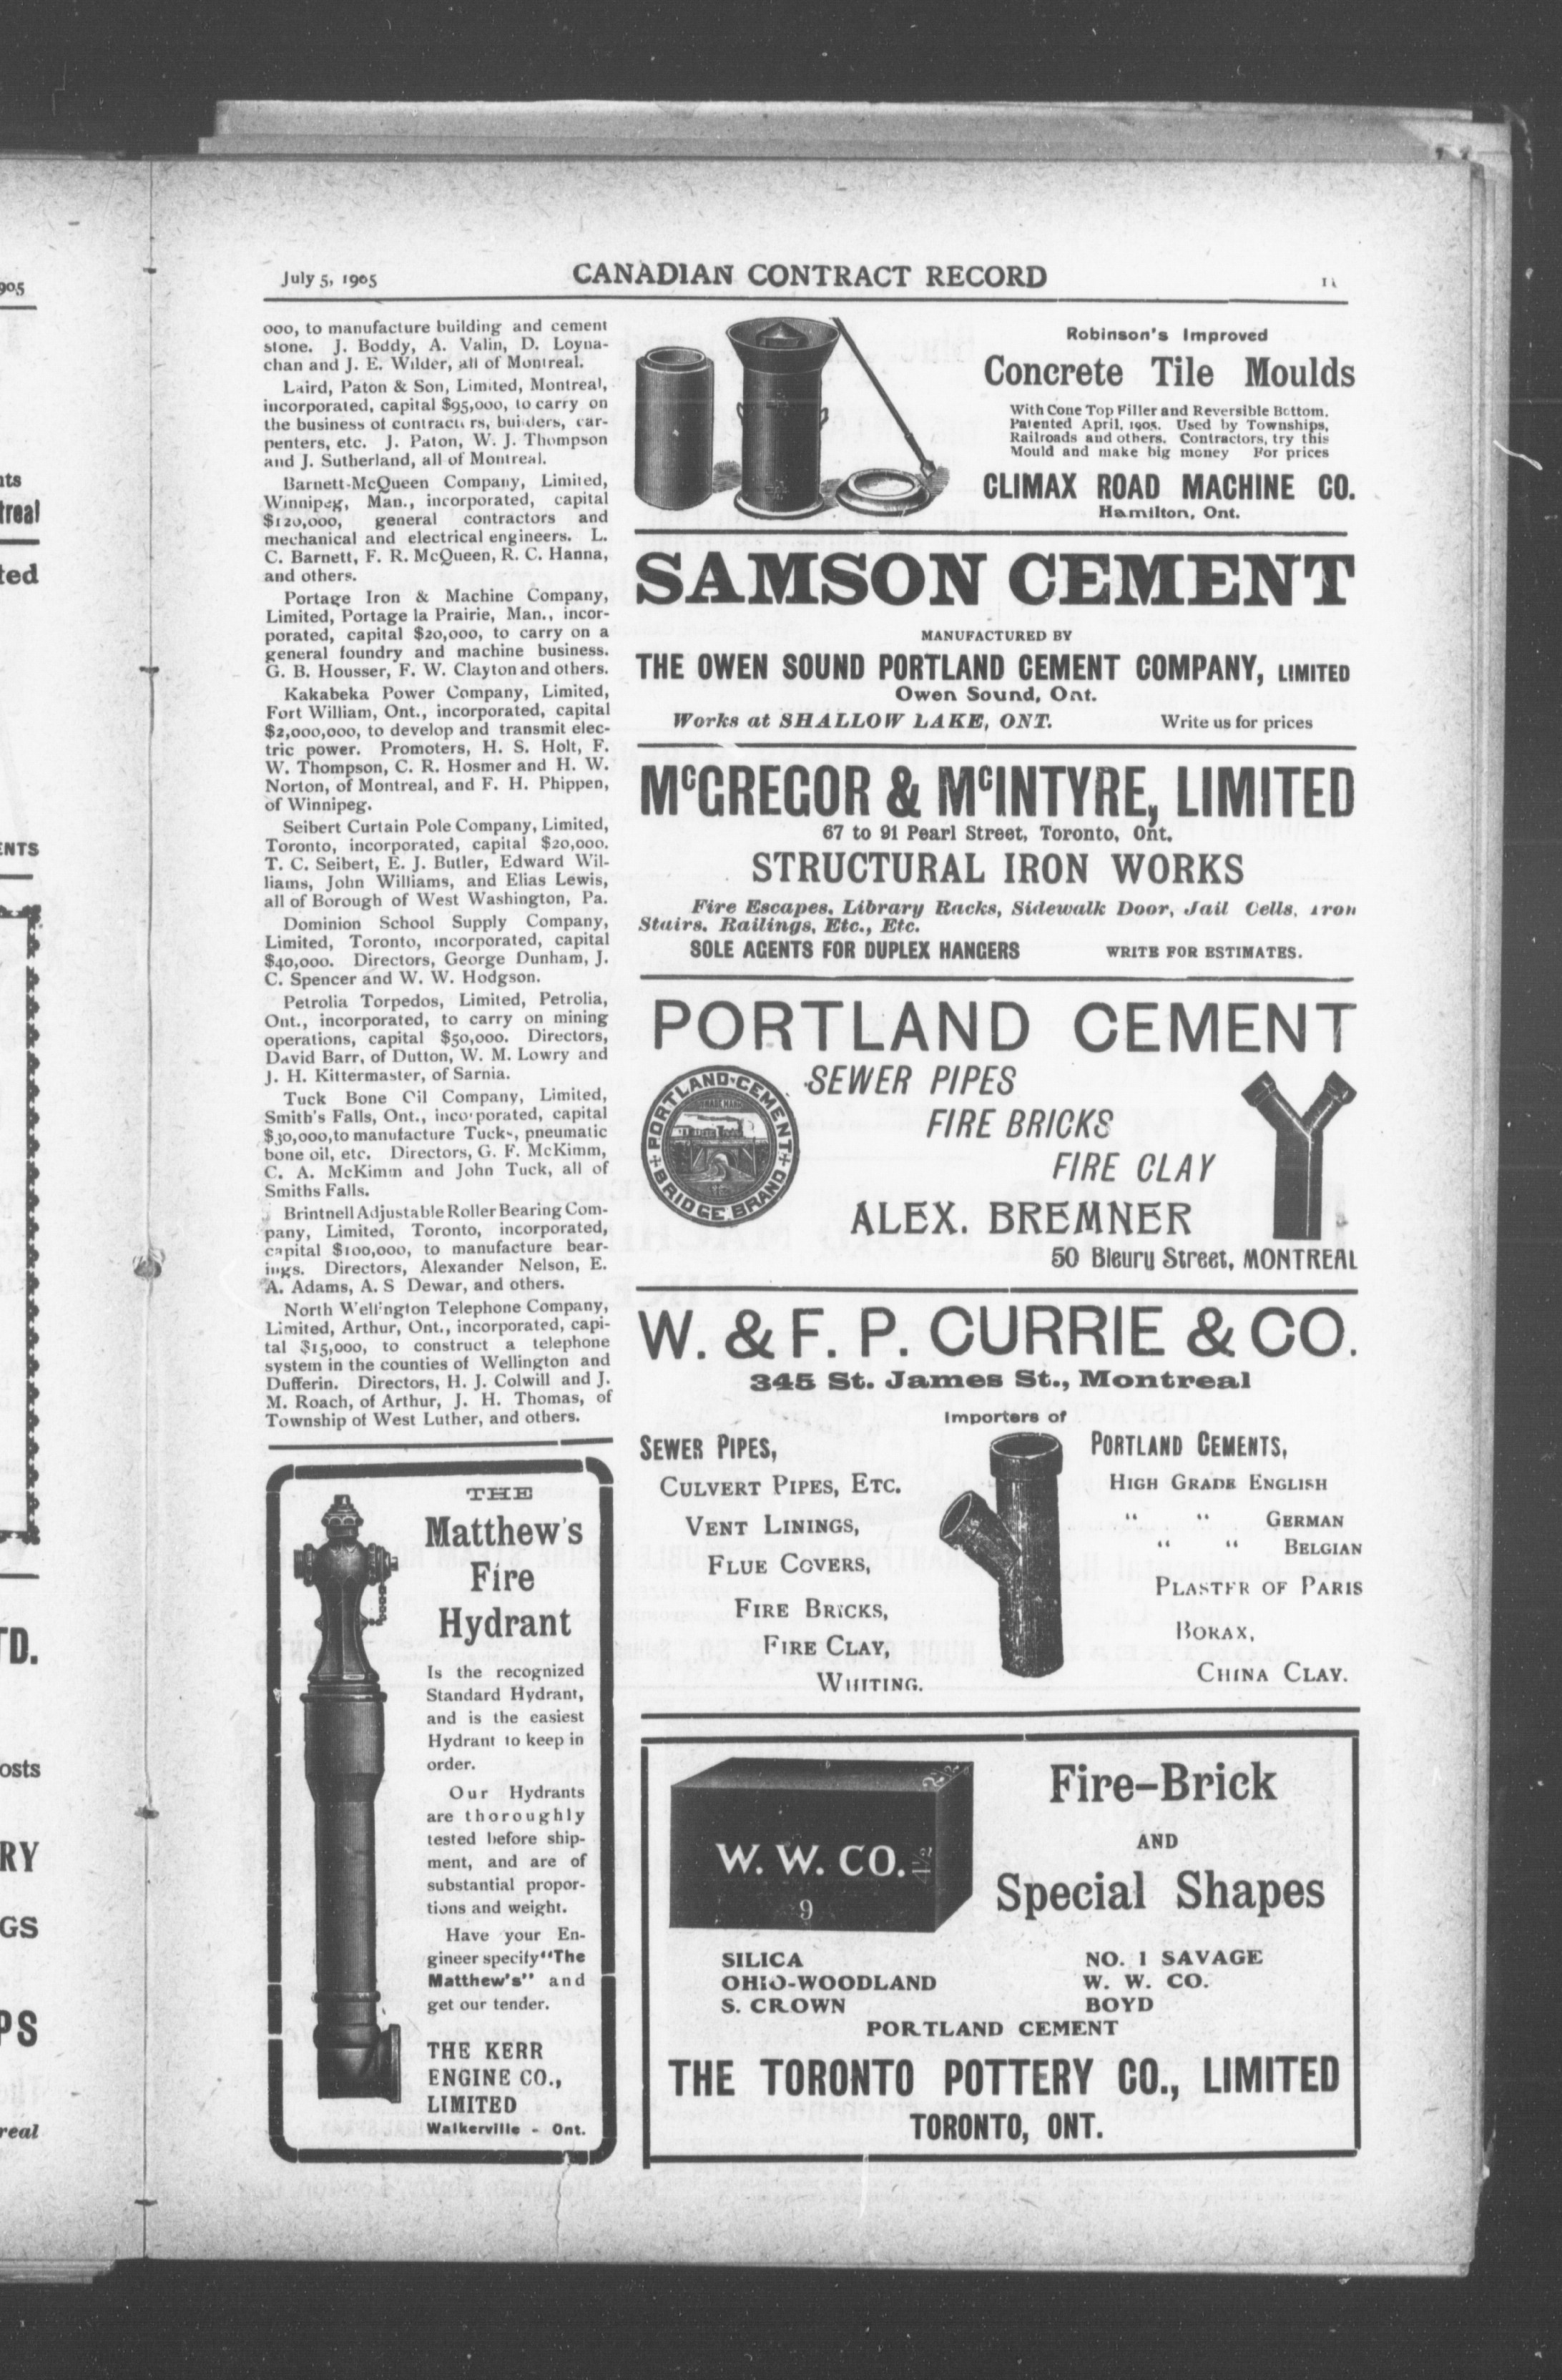 July 5, 1905
CANADIAN CONTRACT RECORD
000, to manufacture building and cement
stone. J. Boddy, A. Valin, D. Loyna-
chan and J. E. Wilder, all of Montreal.
Laird, Paton & Son, Limited, Montreal,
incorporated, capital $95,000, to carry on
the business of contractors, builders, car-
penters, etc. J. Paton, W. J. Thompson
and J. Sutherland, all of Montreal.
Barnett-McQueen Company, Limited,
Winnipeg, Man., incorporated, capital
$120,000, general contractors and
mechanical and electrical engineers. L.
C. Barnett, F. R. McQueen, R. C. Hanna,
and others.
Portage Iron & Machine Company,
Limited, Portage la Prairie, Man., incor-
porated, capital $20,000, to carry on a
general foundry and machine business.
G. B. Housser, F. W. Clayton and others.
Kakabeka Power Company, Limited,
Fort William, Ont., incorporated, capital
$2,000,000, to develop and transmit elec-
tric power. Promoters, H. S. Holt, F.
W. Thompson, C. R. Hosmer and H. W.
Norton, of Montreal, and F. H. Phippen,
of Winnipeg.
Seibert Curtain Pole Company, Limited,
Toronto, incorporated, capital $20,000.
T. C. Seibert, E. J. Butler, Edward Wil-
liams, John Williams, and Elias Lewis,
all of Borough of West Washington, Pa.
Dominion School Supply Company,
Limited, Toronto, incorporated, capital
$40,000. Directors, George Dunham, J.
C. Spencer and W. W. Hodgson.
Petrolia Torpedos, Limited, Petrolia,
Ont., incorporated, to carry on mining
operations, capital $50,000. Directors,
David Barr, of Dutton, W. M. Lowry and
J. H. Kittermaster, of Sarnia.
Tuck Bone Oil Company, Limited,
Smith's Falls, Ont., incorporated, capital
$30,000, to manufacture Tuck's, pneumatic
bone oil, etc. Directors, G. F. McKimm,
C. A. McKimm and John Tuck, all of
Smiths Falls.
Brintnell Adjustable Roller Bearing Com-
pany, Limited, Toronto, incorporated,
capital $100,000, to manufacture bear-
ings. Directors, Alexander Nelson, E.
A. Adams, A. S Dewar, and others.
North Wellington Telephone Company,
Limited, Arthur, Ont., incorporated, capi-
tal $15,000, to construct a telephone
system in the counties of Wellington and
Dufferin. Directors, H. J. Colwill and J.
M. Roach, of Arthur, J. H. Thomas, of
Township of West Luther, and others.
THE
Matthew's
Fire
Hydrant
Is the recognized
Standard Hydrant,
and is the easiest
Hydrant to keep in
order.
Our Hydrants
are thoroughly
tested before ship-
ment, and are of
substantial propor-
tions and weight.
Have your En-
gineer specify "The
Matthew's" and
get our tender.
THE KERR
ENGINE CO.,
LIMITED
Walkerville - Ont.
Robinson's Improved
Concrete Tile Moulds
With Cone Top Filler and Reversible Bottom.
Patented April, 1905. Used by Townships,
Railroads and others. Contractors, try this
Mould and make big money For prices
CLIMAX ROAD MACHINE CO.
Hamilton, Ont.
SAMSON CEMENT
MANUFACTURED BY
THE OWEN SOUND PORTLAND CEMENT COMPANY, LIMITED
Owen Sound, Ont.
Works at SHALLOW LAKE, ONT. Write us for prices
McGREGOR & McINTYRE, LIMITED
67 to 91 Pearl Street, Toronto, Ont.
STRUCTURAL IRON WORKS
Fire Escapes, Library Racks, Sidewalk Door, Jail Cells, Iron
Stairs, Railings, Etc., Etc.
SOLE AGENTS FOR DUPLEX HANGERS WRITE FOR ESTIMATES.
PORTLAND CEMENT
PORTLAND-CEMENT
BRIDGE BRAND
SEWER PIPES
FIRE BRICKS
FIRE CLAY
ALEX. BREMNER
50 Bleury Street, MONTREAL
W. & F. P. CURRIE & CO.
345 St. James St., Montreal
Importers of
SEWER PIPES,
CULVERT PIPES, ETC.
VENT LININGS,
FLUE COVERS,
FIRE BRICKS,
FIRE CLAY,
WHITING.
PORTLAND CEMENTS,
HIGH GRADE ENGLISH
" " GERMAN
" " BELGIAN
PLASTER OF PARIS
BORAX,
CHINA CLAY.
W. W. CO.
9
4½
2½
Fire-Brick
AND
Special Shapes
SILICA
OHIO-WOODLAND
S. CROWN
NO. 1 SAVAGE
W. W. CO.
BOYD
PORTLAND CEMENT
THE TORONTO POTTERY CO., LIMITED
TORONTO, ONT.